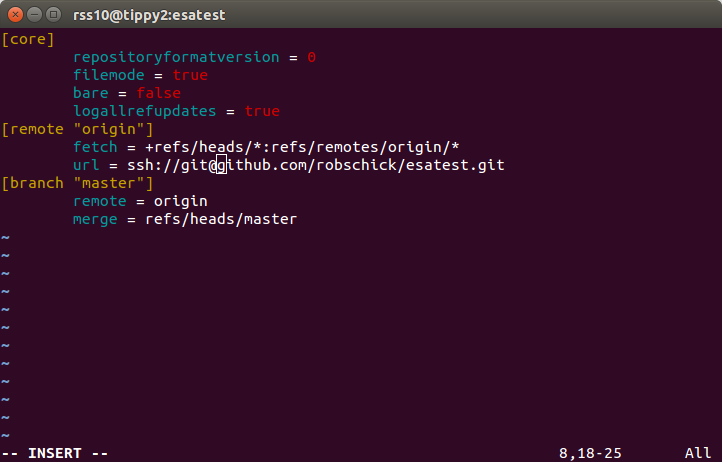 rss10@tippy2:esatest
[core]
repositoryformatversion = 0
filemode = true
bare = false
logallrefupdates = true
[remote "origin"]
fetch = +refs/heads/*:refs/remotes/origin/*
url = ssh://git@github.com/robschick/esatest.git
[branch "master"]
remote = origin
merge = refs/heads/master
~
~
~
~
~
~
~
~
~
~
~
~
-- INSERT -- 8,18-25 All